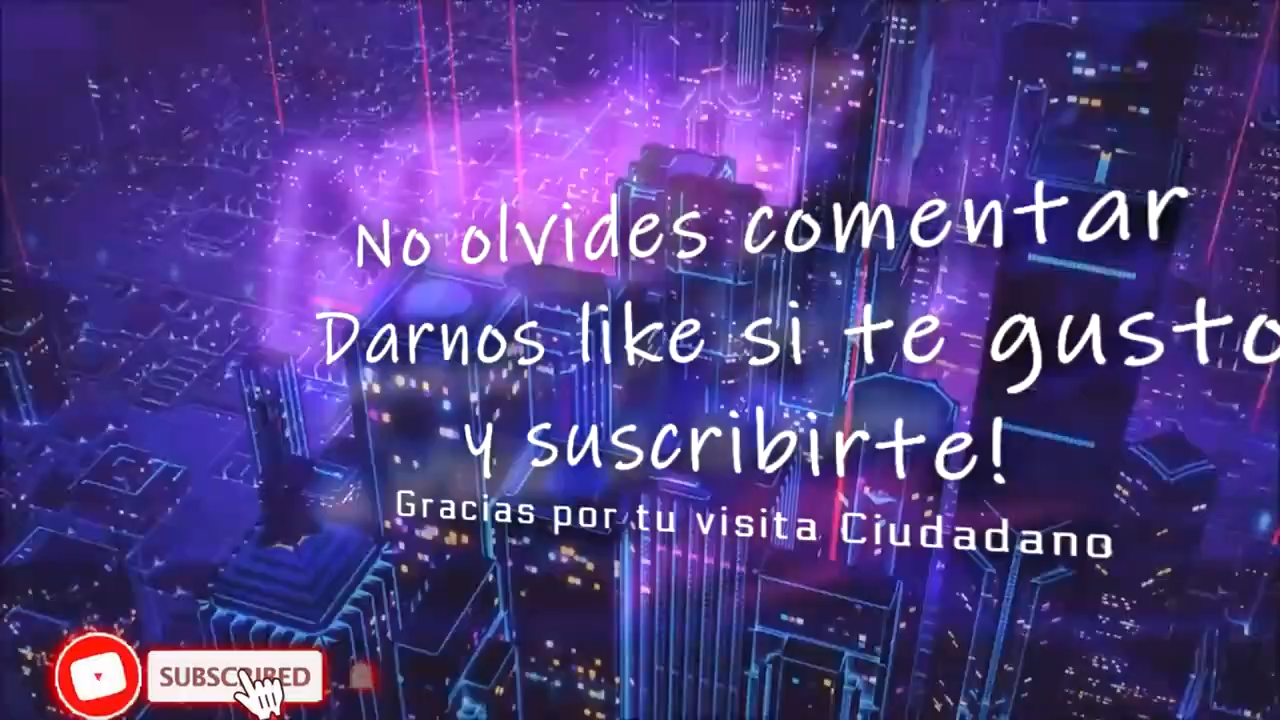 No olvides comentar
Darnos like si te gusto
y suscribirte!
Gracias por tu visita Ciudadano
SUBSCRIBED